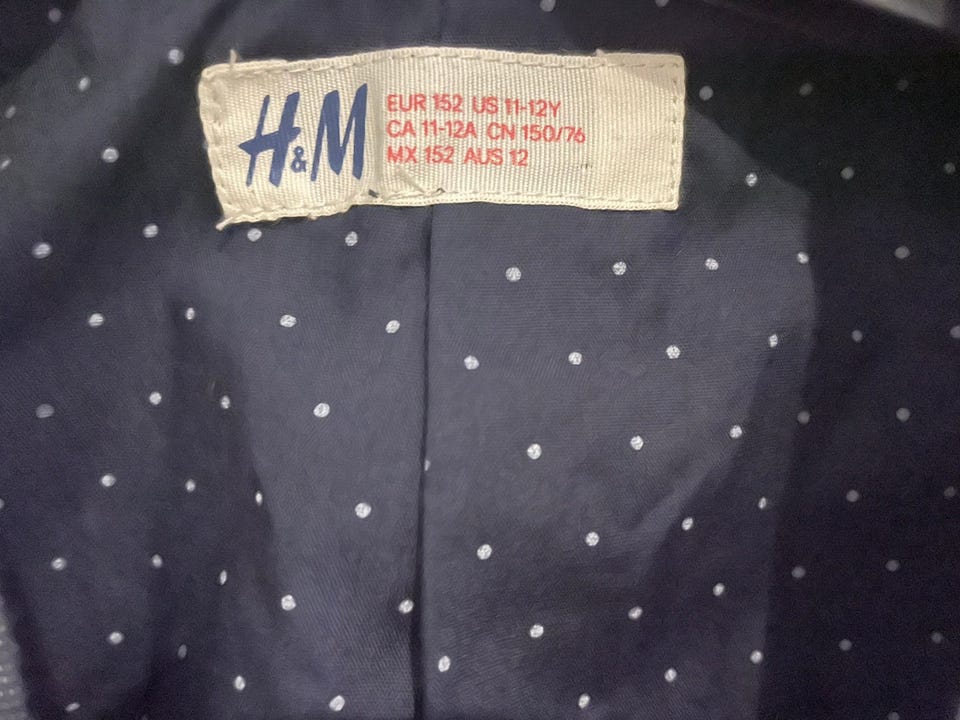 H&M
EUR 152 US 11-12Y
CA 11-12A CN 150/76
MX 152 AUS 12